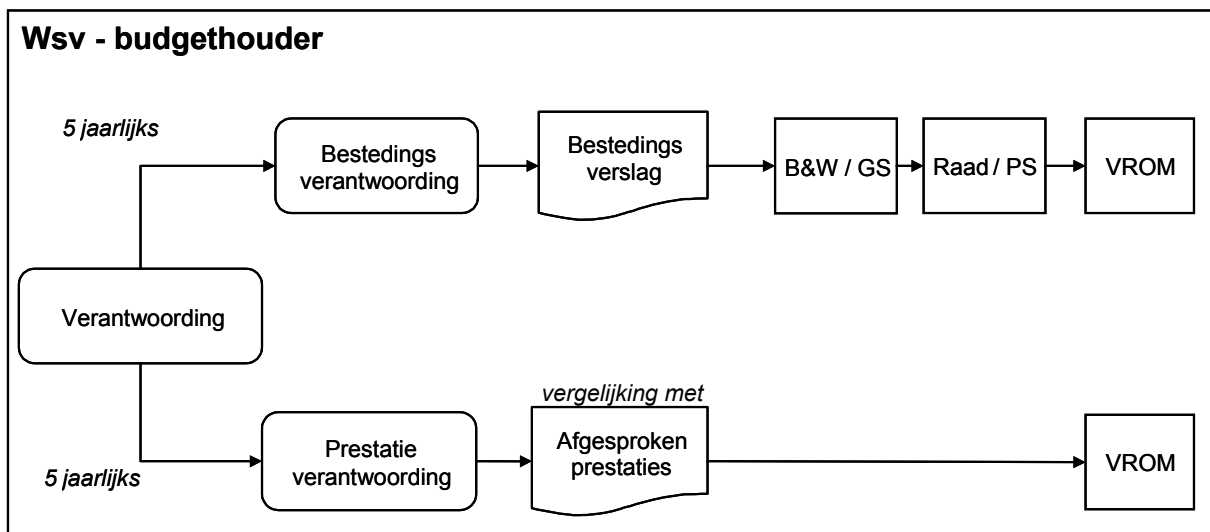 Wsv - budgethouder
5 jaarlijks
Bestedings
verantwoording
Bestedings
verslag
B&W / GS
Raad / PS
VROM
Verantwoording
5 jaarlijks
Prestatie
verantwoording
vergelijking met
Afgesproken
prestaties
VROM